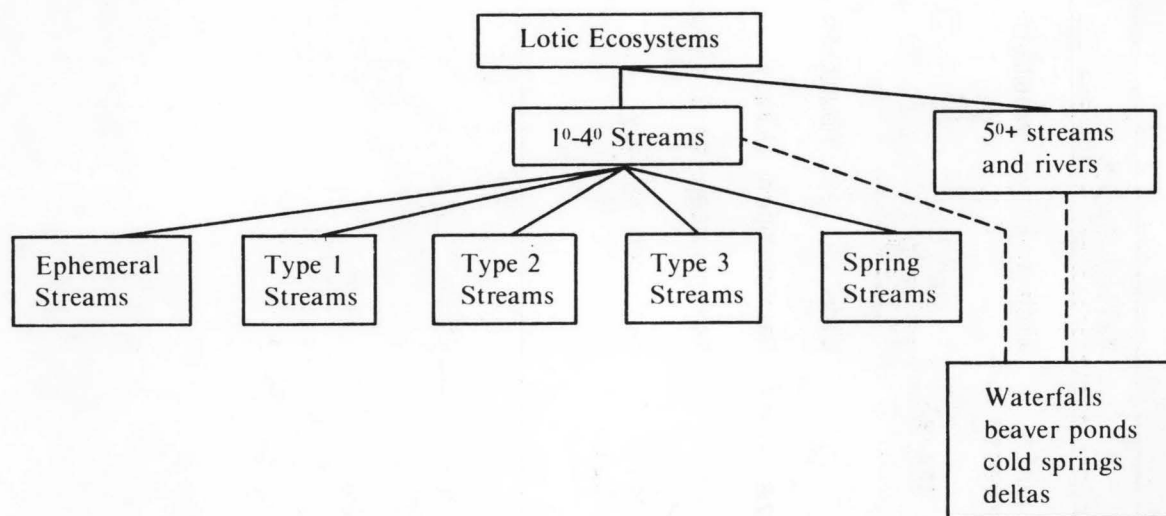 Lotic Ecosystems
1⁰-4⁰ Streams
5⁰+ streams
and rivers
Ephemeral
Streams
Type 1
Streams
Type 2
Streams
Type 3
Streams
Spring
Streams
Waterfalls
beaver ponds
cold springs
deltas